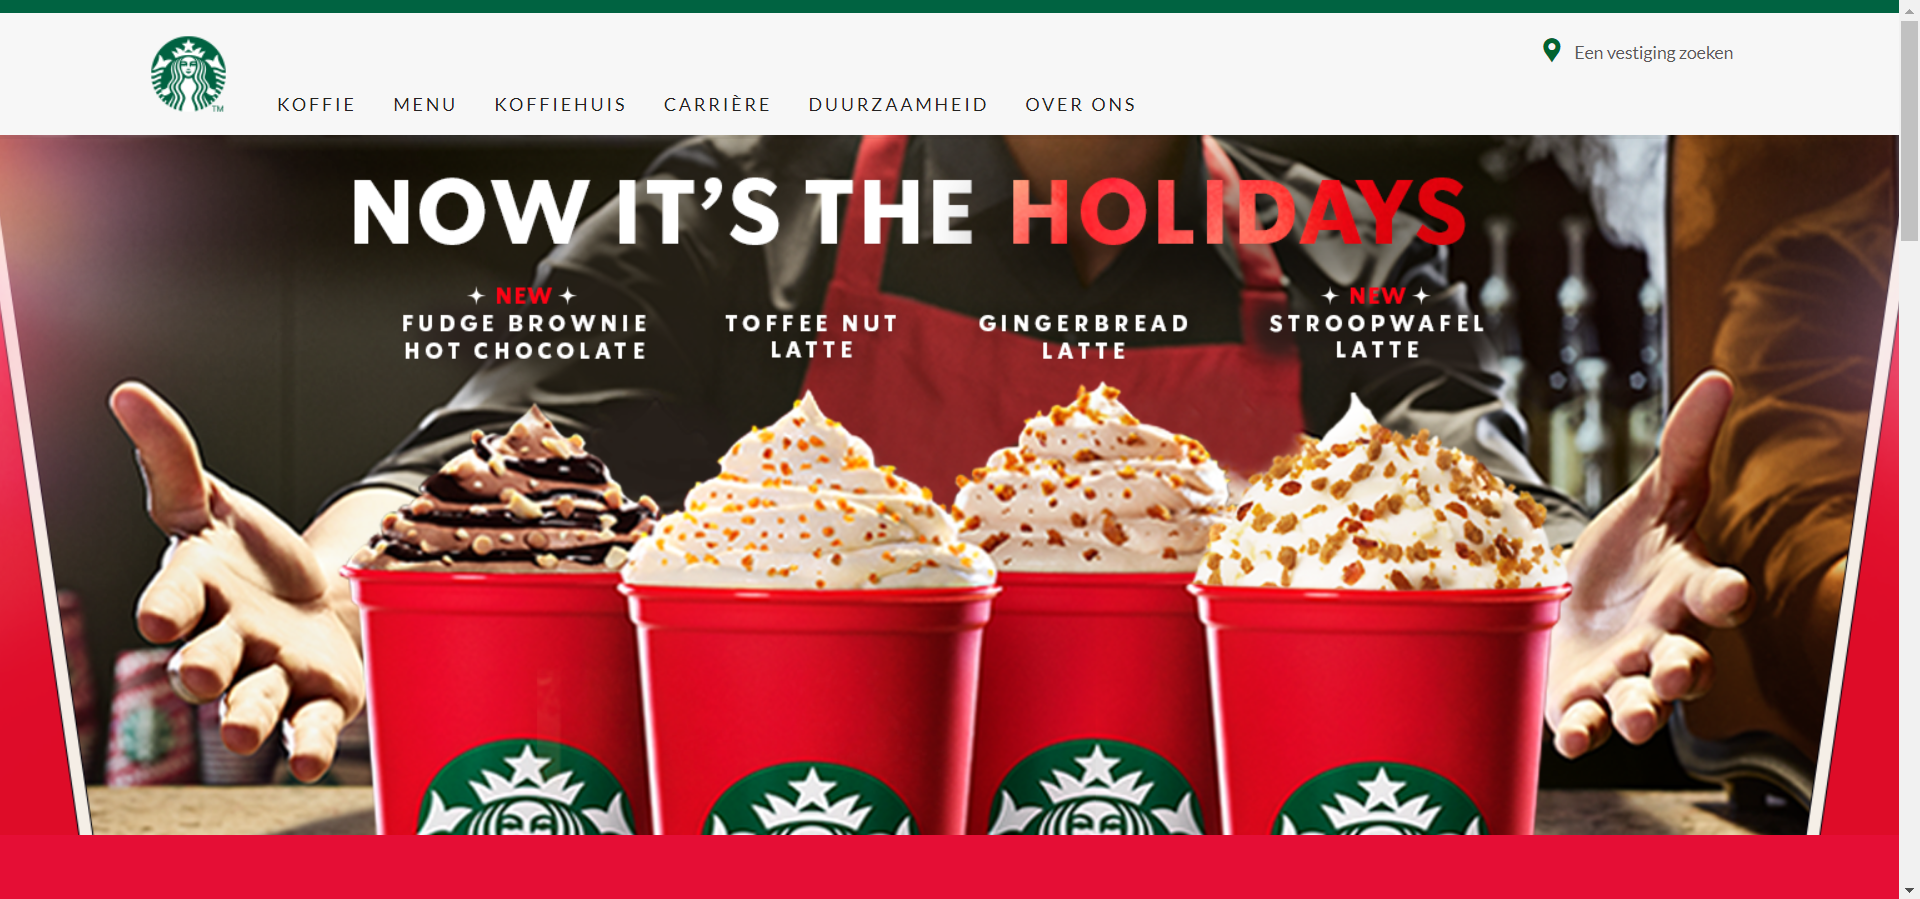 Een vestiging zoeken
KOFFIE MENU KOFFIEHUIS CARRIÈRE DUURZAAMHEID OVER ONS
TM
NOW IT'S THE HOLIDAYS
NEW
FUDGE BROWNIE
HOT CHOCOLATE
TOFFEE NUT
LATTE
GINGERBREAD
LATTE
NEW
STROOPWAFEL
LATTE